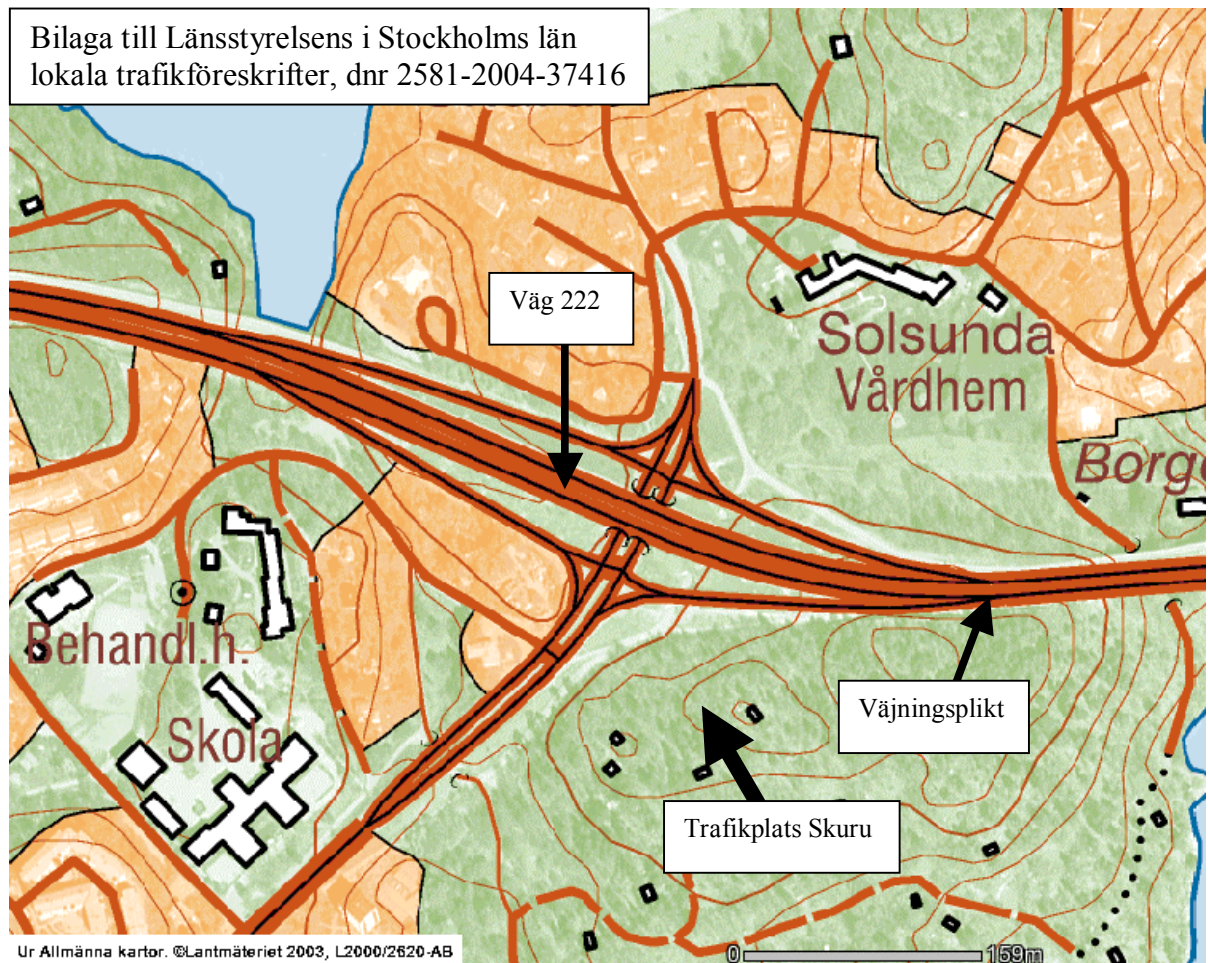 Bilaga till Länsstyrelsens i Stockholms län
lokala trafikföreskrifter, dnr 2581-2004-37416
Väg 222
Solsunda
Vårdhem
Borge
Behandl.h.
Skola
Väjningsplikt
Trafikplats Skuru
Ur Allmänna kartor. ©Lantmäteriet 2003, L2000/2620-AB
0 159m